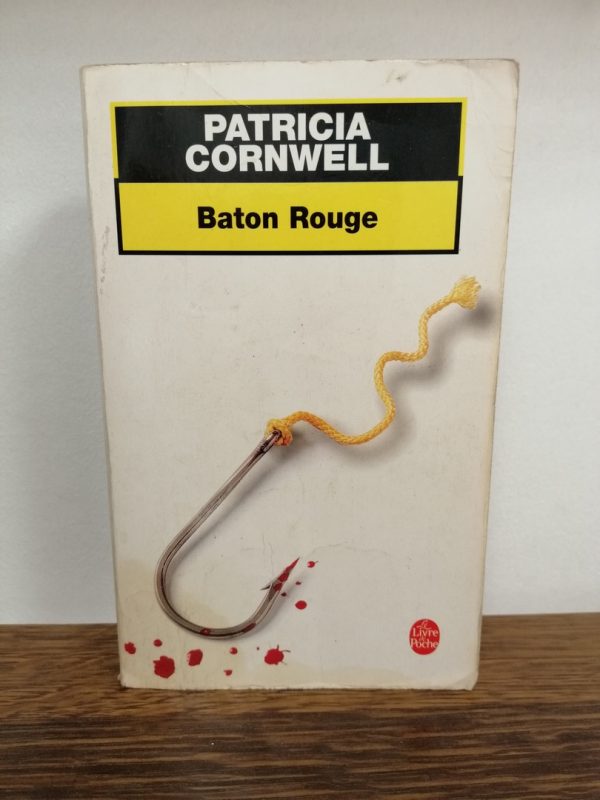 PATRICIA
CORNWELL
Baton Rouge
Le
Livre
de
Poche